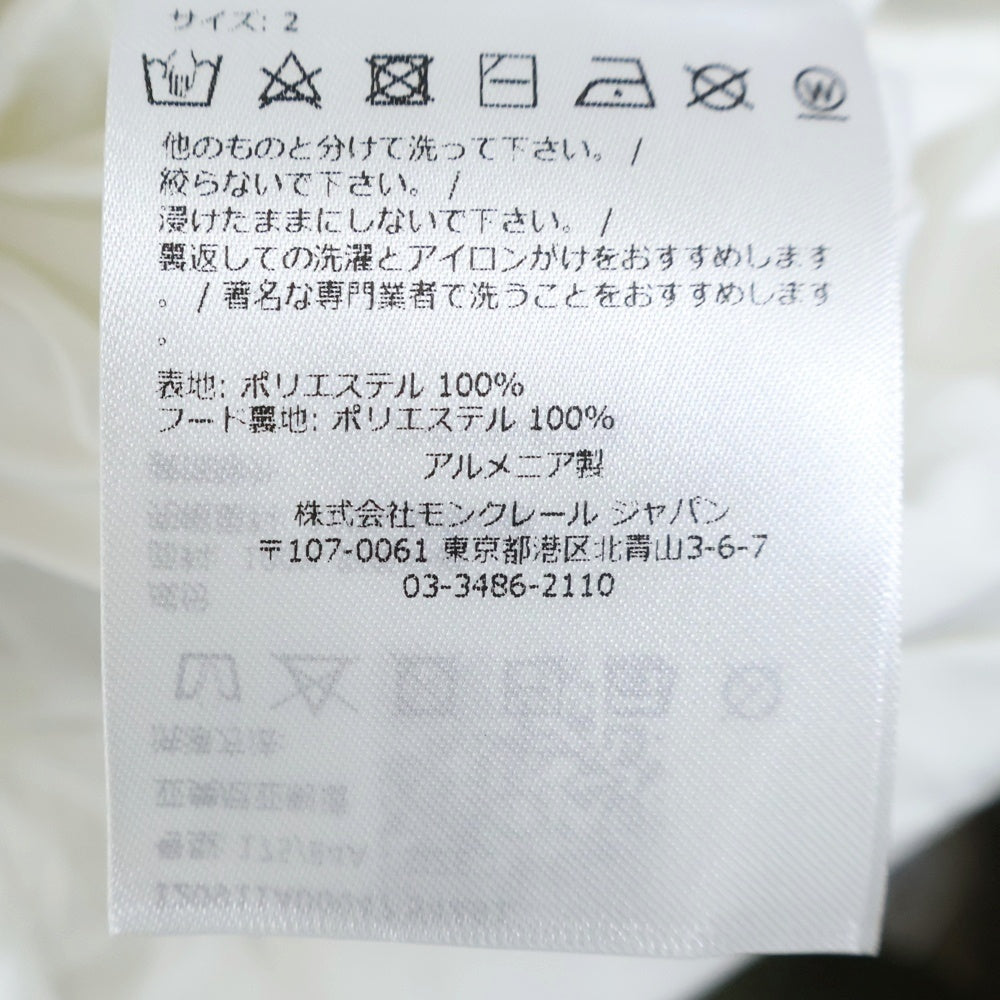 サイズ: 2
他のものと分けて洗って下さい。 /
絞らないで下さい。 /
浸けたままにしないで下さい。 /
裏返しての洗濯とアイロンがけをおすすめします
。 / 著名な専門業者で洗うことをおすすめします
。
表地: ポリエステル 100%
フード裏地: ポリエステル 100%
アルメニア製
株式会社モンクレール ジャパン
〒107-0061 東京都港区北青山3-6-7
03-3486-2110
175/84A